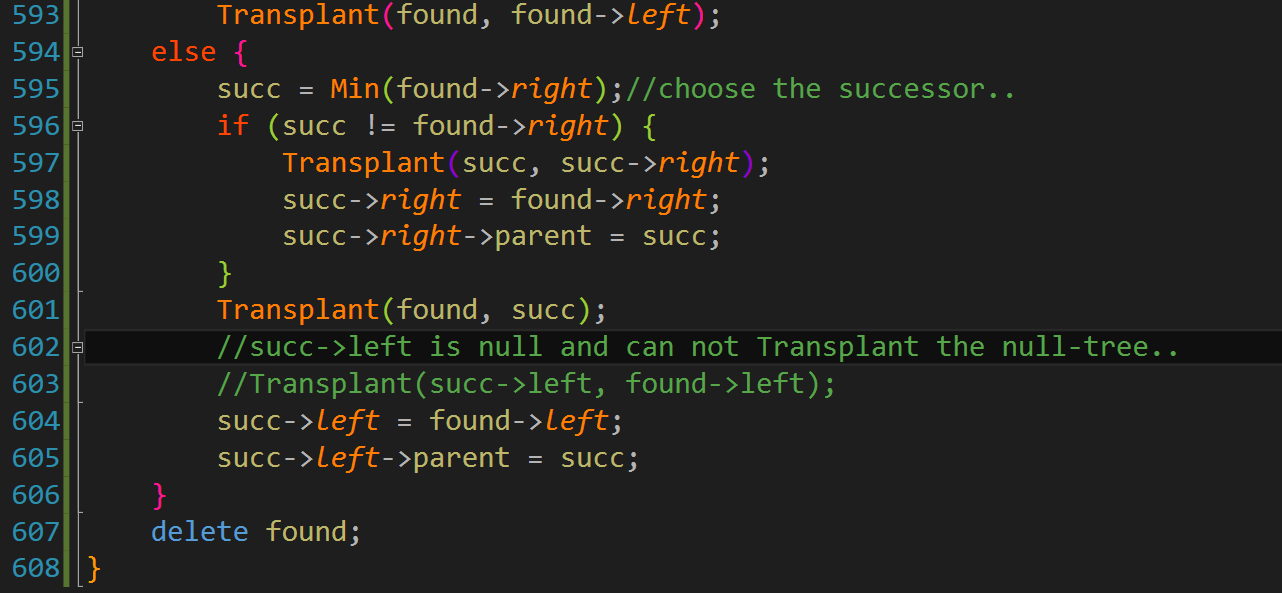 593 Transplant(found, found->left);
594 else {
595 succ = Min(found->right);//choose the successor..
596 if (succ != found->right) {
597 Transplant(succ, succ->right);
598 succ->right = found->right;
599 succ->right->parent = succ;
600 }
601 Transplant(found, succ);
602 //succ->left is null and can not Transplant the null-tree..
603 //Transplant(succ->left, found->left);
604 succ->left = found->left;
605 succ->left->parent = succ;
606 }
607 delete found;
608 }